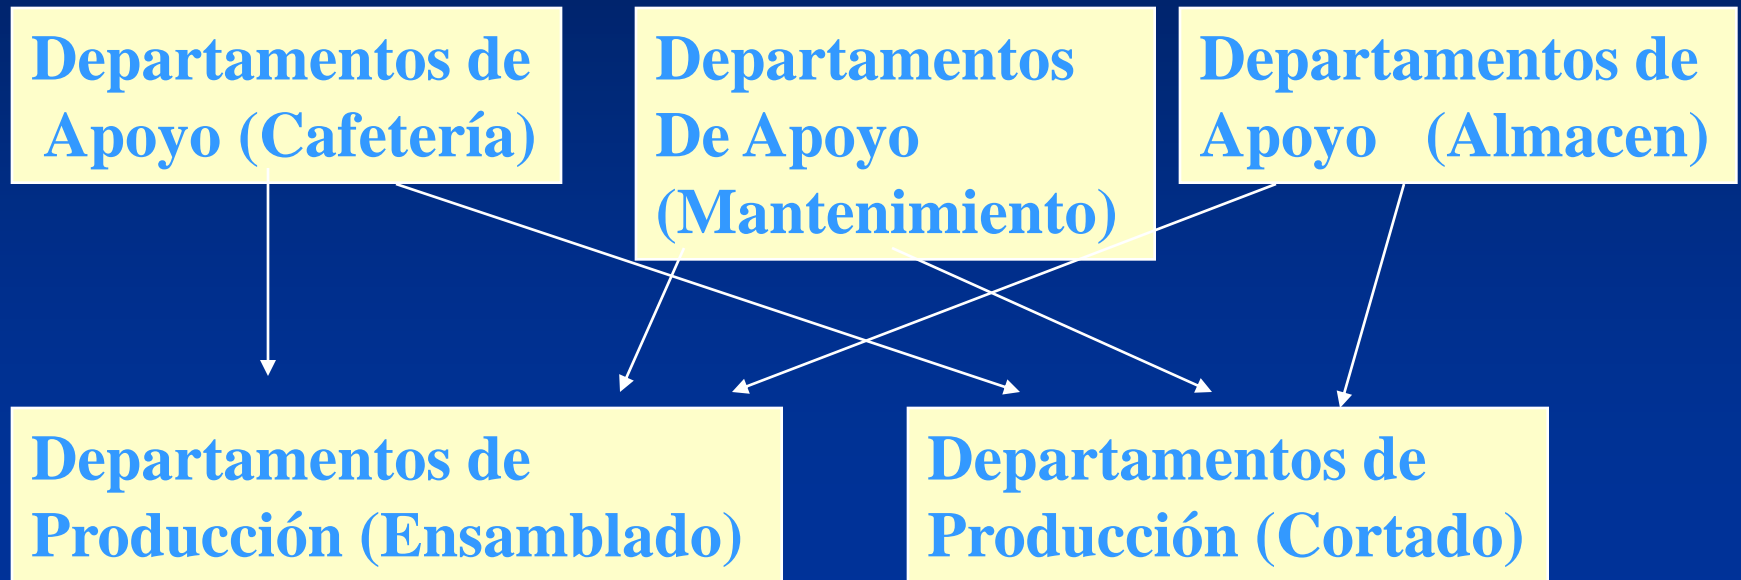 Departamentos de
Apoyo (Cafetería)
Departamentos
De Apoyo
(Mantenimiento)
Departamentos de
Apoyo (Almacen)
Departamentos de
Producción (Ensamblado)
Departamentos de
Producción (Cortado)